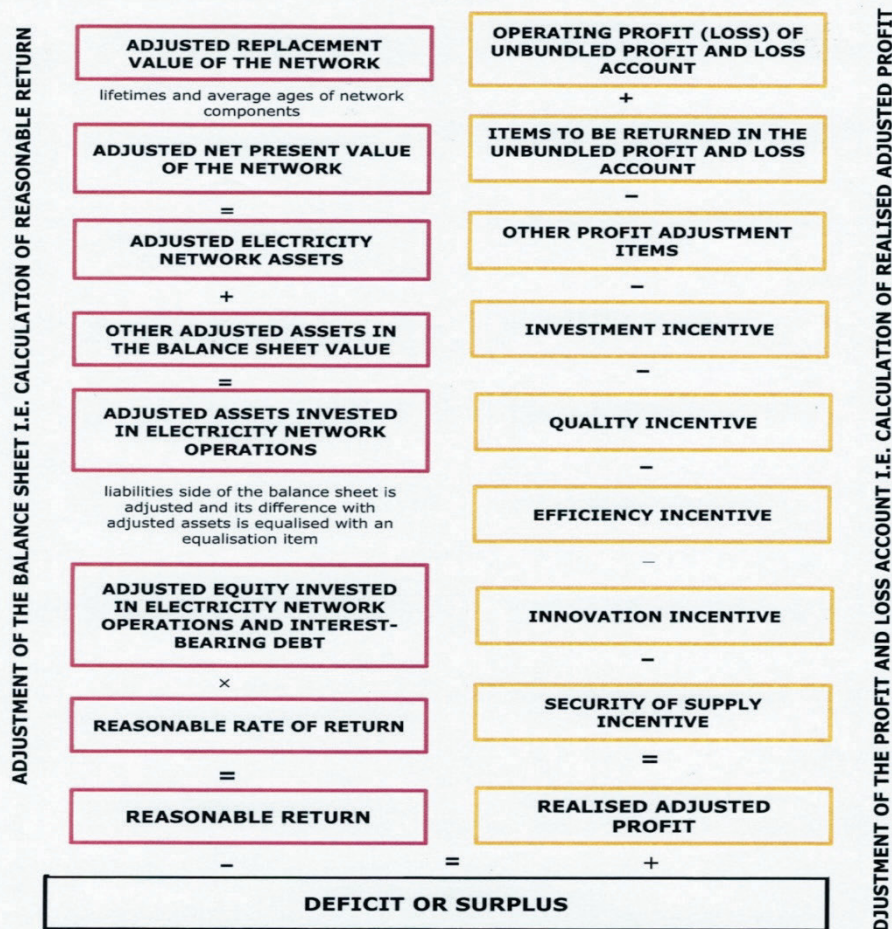 ADJUSTMENT OF THE BALANCE SHEET I.E. CALCULATION OF REASONABLE RETURN
ADJUSTED REPLACEMENT
VALUE OF THE NETWORK
lifetimes and average ages of network
components
ADJUSTED NET PRESENT VALUE
OF THE NETWORK
=
ADJUSTED ELECTRICITY
NETWORK ASSETS
+
OTHER ADJUSTED ASSETS IN
THE BALANCE SHEET VALUE
=
ADJUSTED ASSETS INVESTED
IN ELECTRICITY NETWORK
OPERATIONS
liabilities side of the balance sheet is
adjusted and its difference with
adjusted assets is equalised with an
equalisation item
ADJUSTED EQUITY INVESTED
IN ELECTRICITY NETWORK
OPERATIONS AND INTEREST-
BEARING DEBT
×
REASONABLE RATE OF RETURN
=
REASONABLE RETURN
OPERATING PROFIT (LOSS) OF
UNBUNDLED PROFIT AND LOSS
ACCOUNT
+
ITEMS TO BE RETURNED IN THE
UNBUNDLED PROFIT AND LOSS
ACCOUNT
–
OTHER PROFIT ADJUSTMENT
ITEMS
–
INVESTMENT INCENTIVE
–
QUALITY INCENTIVE
–
EFFICIENCY INCENTIVE
–
INNOVATION INCENTIVE
–
SECURITY OF SUPPLY
INCENTIVE
=
REALISED ADJUSTED
PROFIT
– = +
DEFICIT OR SURPLUS
DJUSTMENT OF THE PROFIT AND LOSS ACCOUNT I.E. CALCULATION OF REALISED ADJUSTED PROFIT